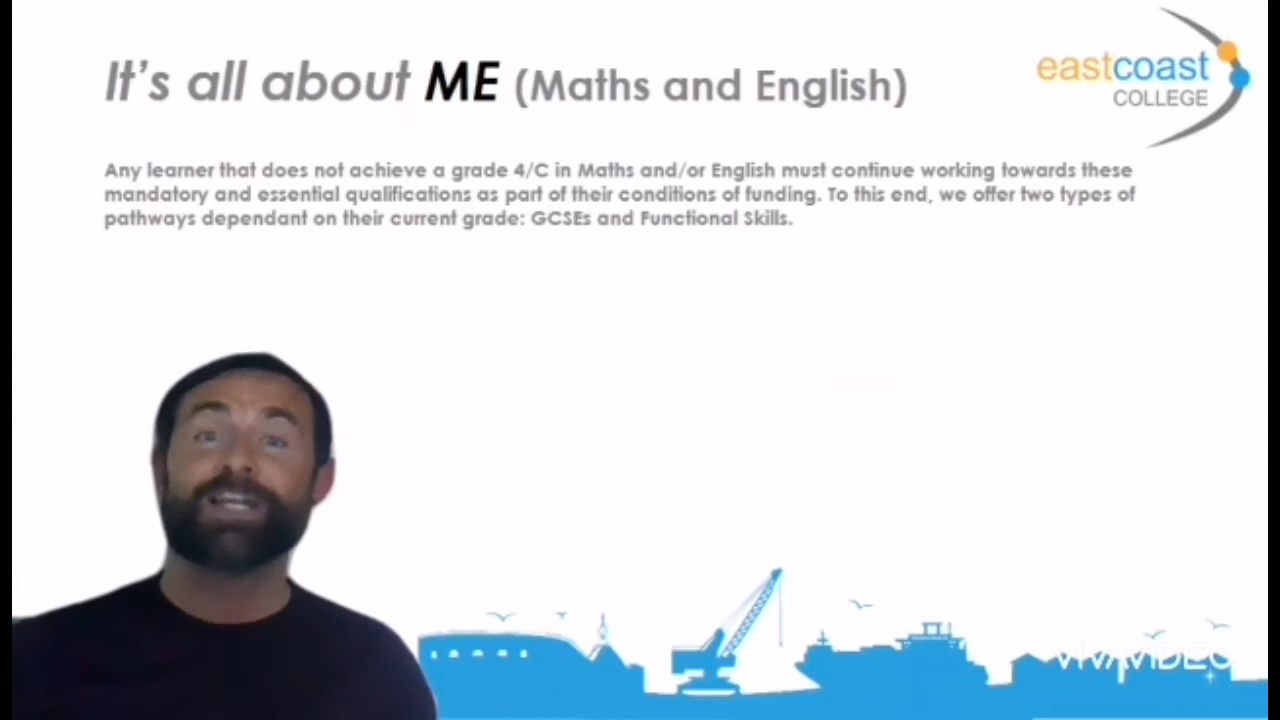 It's all about ME (Maths and English)
eastcoast
COLLEGE
Any learner that does not achieve a grade 4/C in Maths and/or English must continue working towards these
mandatory and essential qualifications as part of their conditions of funding. To this end, we offer two types of
pathways dependant on their current grade: GCSEs and Functional Skills.
VIVAVIDEO